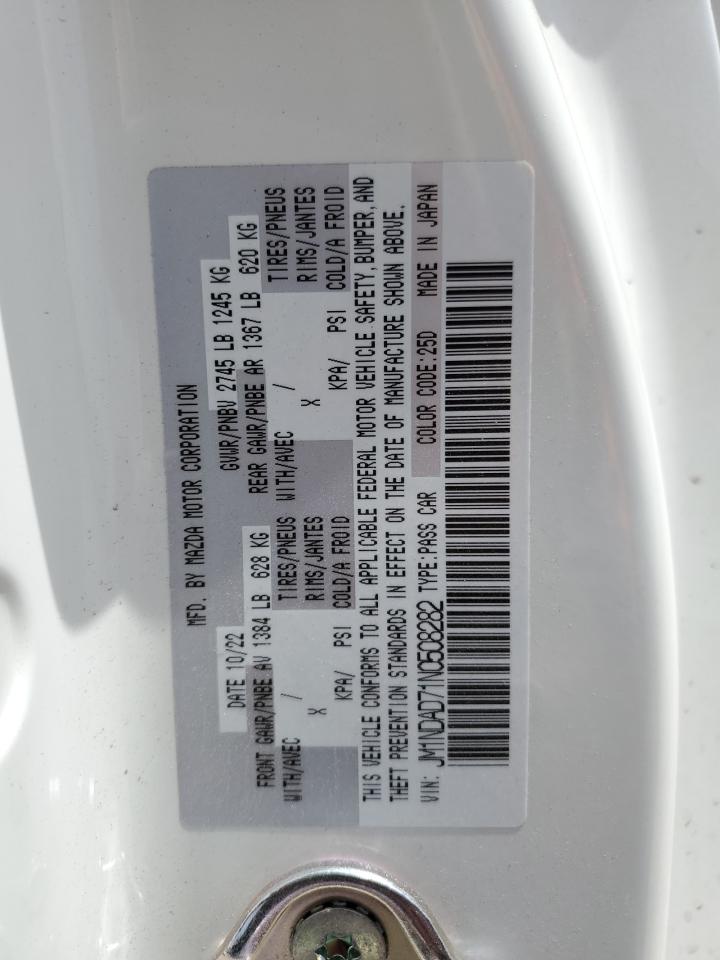 MFD. BY MAZDA MOTOR CORPORATION
DATE 10/22 GVWR/PNBV 2745 LB 1245 KG
FRONT GAWR/PNBE AV 1384 LB 628 KG REAR GAWR/PNBE AR 1367 LB 620 KG
WITH/AVEC / TIRES/PNEUS WITH/AVEC / TIRES/PNEUS
X RIMS/JANTES X RIMS/JANTES
KPA/ PSI COLD/A FROID KPA/ PSI COLD/A FROID
THIS VEHICLE CONFORMS TO ALL APPLICABLE FEDERAL MOTOR VEHICLE SAFETY, BUMPER, AND
THEFT PREVENTION STANDARDS IN EFFECT ON THE DATE OF MANUFACTURE SHOWN ABOVE.
VIN: JM1NDAD71N0508282 TYPE:PASS CAR COLOR CODE:25D MADE IN JAPAN